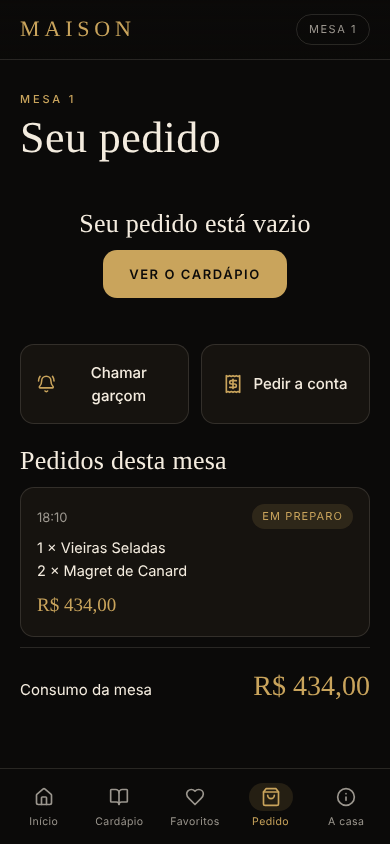 MAISON
MESA 1
MESA 1
Seu pedido
Seu pedido está vazio
VER O CARDÁPIO
Chamar
garçom
Pedir a conta
Pedidos desta mesa
18:10
EM PREPARO
1 × Vieiras Seladas
2 × Magret de Canard
R$ 434,00
Consumo da mesa
R$ 434,00
Início
Cardápio
Favoritos
Pedido
A casa